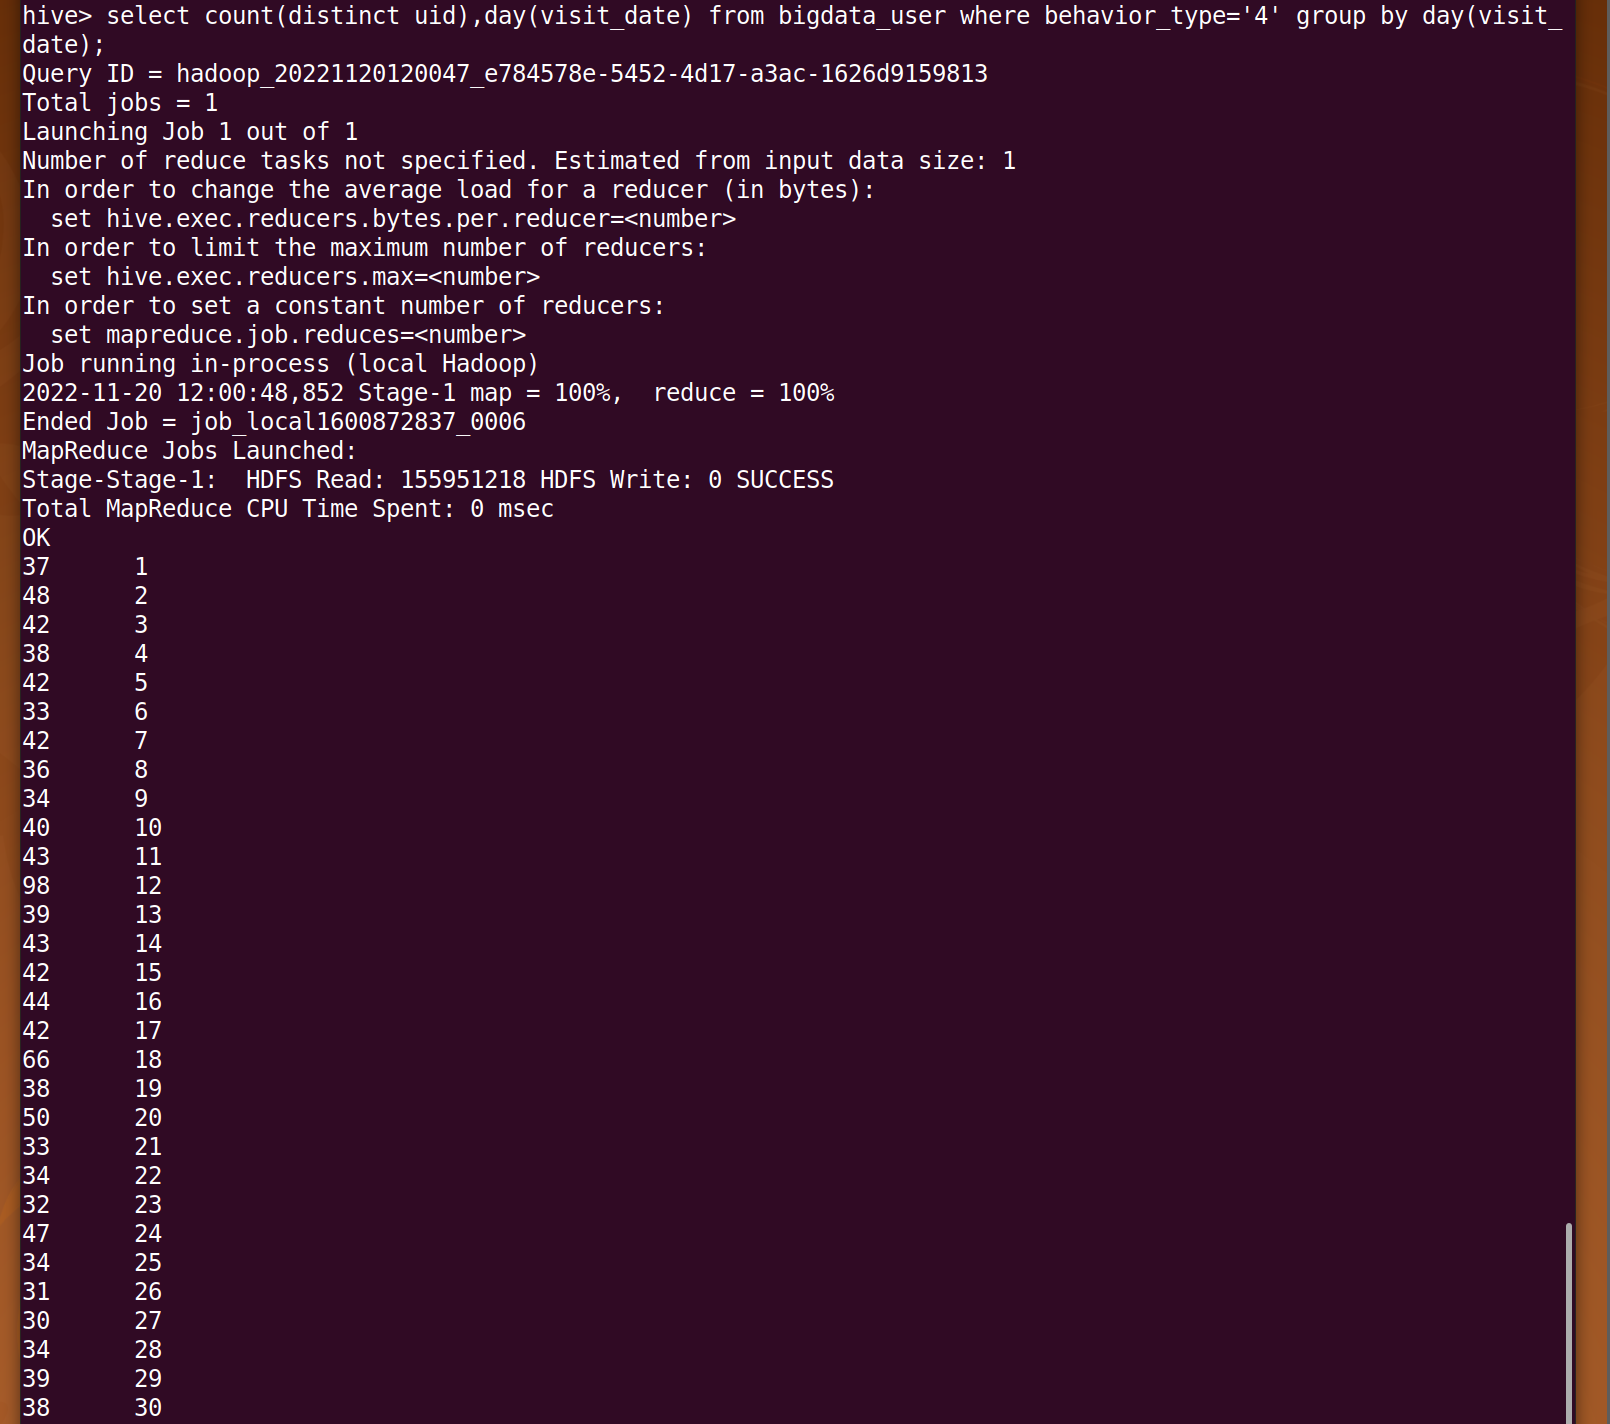 hive> select count(distinct uid),day(visit_date) from bigdata_user where behavior_type='4' group by day(visit_
date);
Query ID = hadoop_20221120120047_e784578e-5452-4d17-a3ac-1626d9159813
Total jobs = 1
Launching Job 1 out of 1
Number of reduce tasks not specified. Estimated from input data size: 1
In order to change the average load for a reducer (in bytes):
  set hive.exec.reducers.bytes.per.reducer=<number>
In order to limit the maximum number of reducers:
  set hive.exec.reducers.max=<number>
In order to set a constant number of reducers:
  set mapreduce.job.reduces=<number>
Job running in-process (local Hadoop)
2022-11-20 12:00:48,852 Stage-1 map = 100%,  reduce = 100%
Ended Job = job_local1600872837_0006
MapReduce Jobs Launched:
Stage-Stage-1:  HDFS Read: 155951218 HDFS Write: 0 SUCCESS
Total MapReduce CPU Time Spent: 0 msec
OK
37	1
48	2
42	3
38	4
42	5
33	6
42	7
36	8
34	9
40	10
43	11
98	12
39	13
43	14
42	15
44	16
42	17
66	18
38	19
50	20
33	21
34	22
32	23
47	24
34	25
31	26
30	27
34	28
39	29
38	30